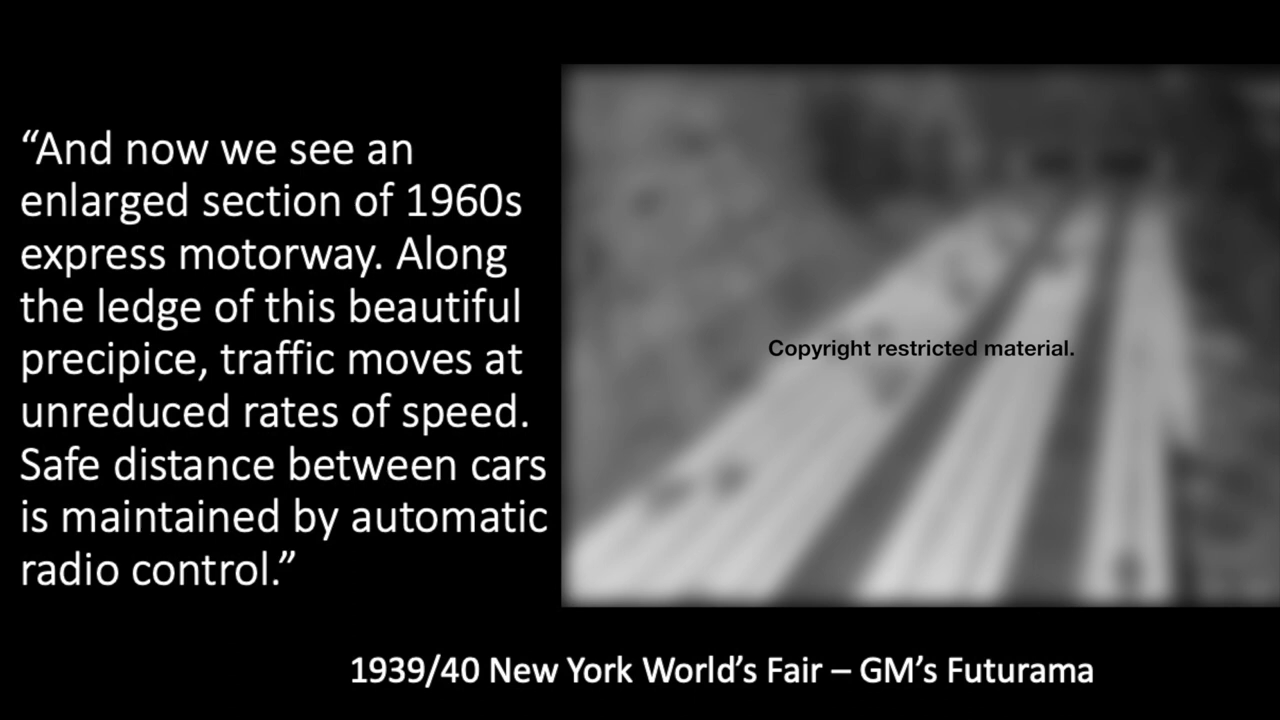 “And now we see an
enlarged section of 1960s
express motorway. Along
the ledge of this beautiful
precipice, traffic moves at
unreduced rates of speed.
Safe distance between cars
is maintained by automatic
radio control.”
Copyright restricted material.
1939/40 New York World’s Fair – GM’s Futurama